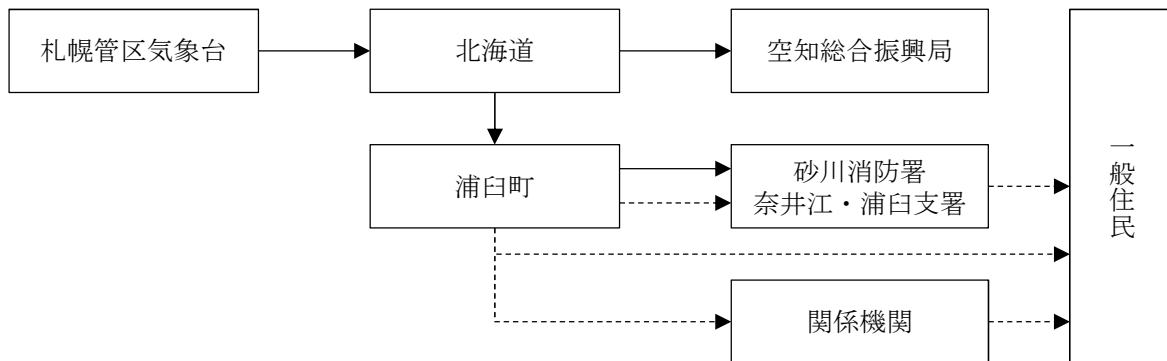 札幌管区気象台
北海道
空知総合振興局
浦臼町
砂川消防署
奈井江・浦臼支署
一般住民
関係機関